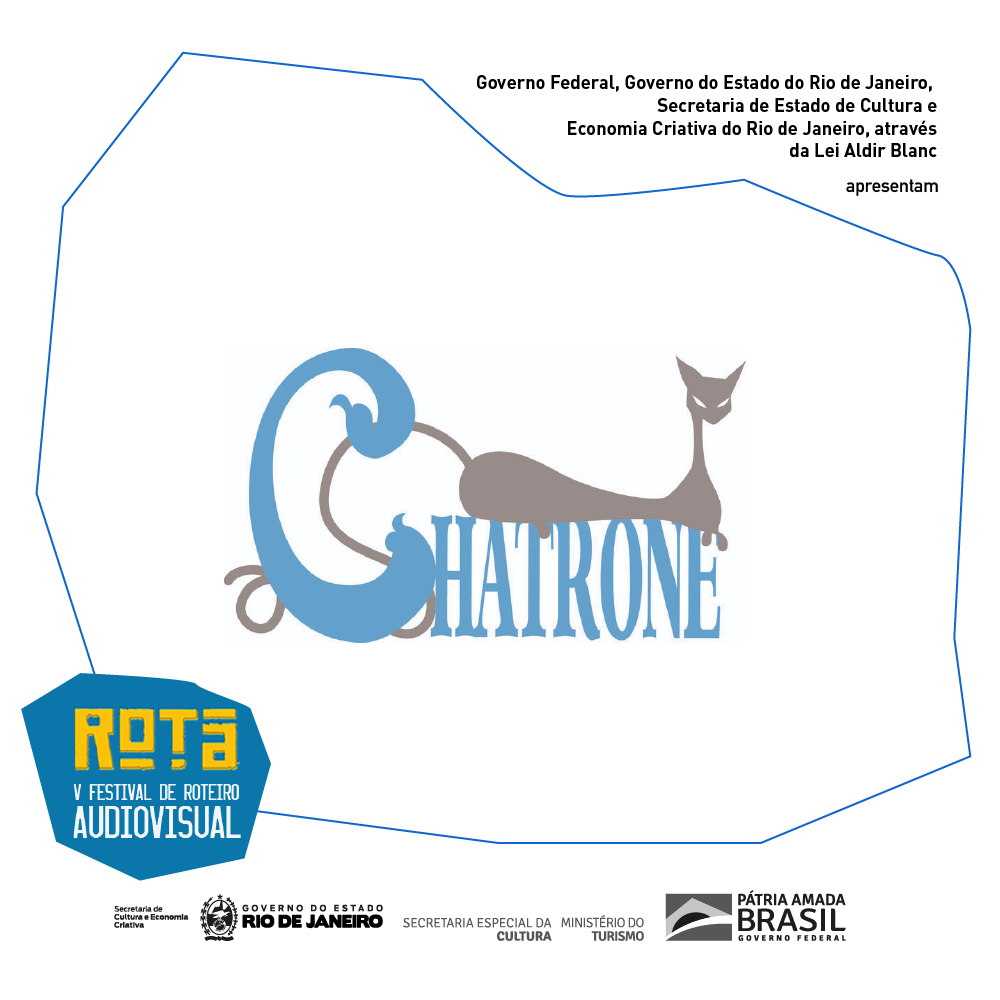 Governo Federal, Governo do Estado do Rio de Janeiro,
Secretaria de Estado de Cultura e
Economia Criativa do Rio de Janeiro, através
da Lei Aldir Blanc
apresentam
CHATRONE
ROTA
V FESTIVAL DE ROTEIRO
AUDIOVISUAL
Secretaria de
Cultura e Economia
Criativa
GOVERNO DO ESTADO
RIO DE JANEIRO
SECRETARIA ESPECIAL DA
CULTURA
MINISTÉRIO DO
TURISMO
PÁTRIA AMADA
BRASIL
GOVERNO FEDERAL